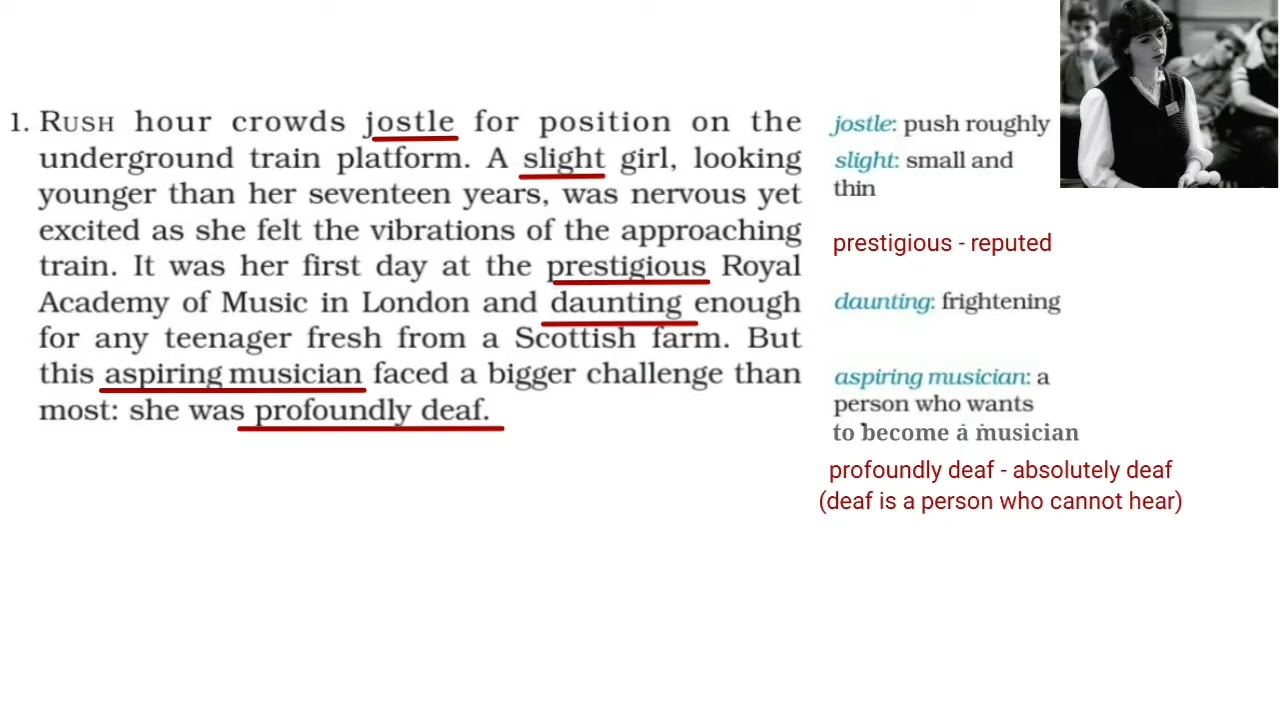 1. RUSH hour crowds jostle for position on the
underground train platform. A slight girl, looking
younger than her seventeen years, was nervous yet
excited as she felt the vibrations of the approaching
train. It was her first day at the prestigious Royal
Academy of Music in London and daunting enough
for any teenager fresh from a Scottish farm. But
this aspiring musician faced a bigger challenge than
most: she was profoundly deaf.
jostle: push roughly
slight: small and
thin
prestigious - reputed
daunting: frightening
aspiring musician: a
person who wants
to become a musician
profoundly deaf - absolutely deaf
(deaf is a person who cannot hear)